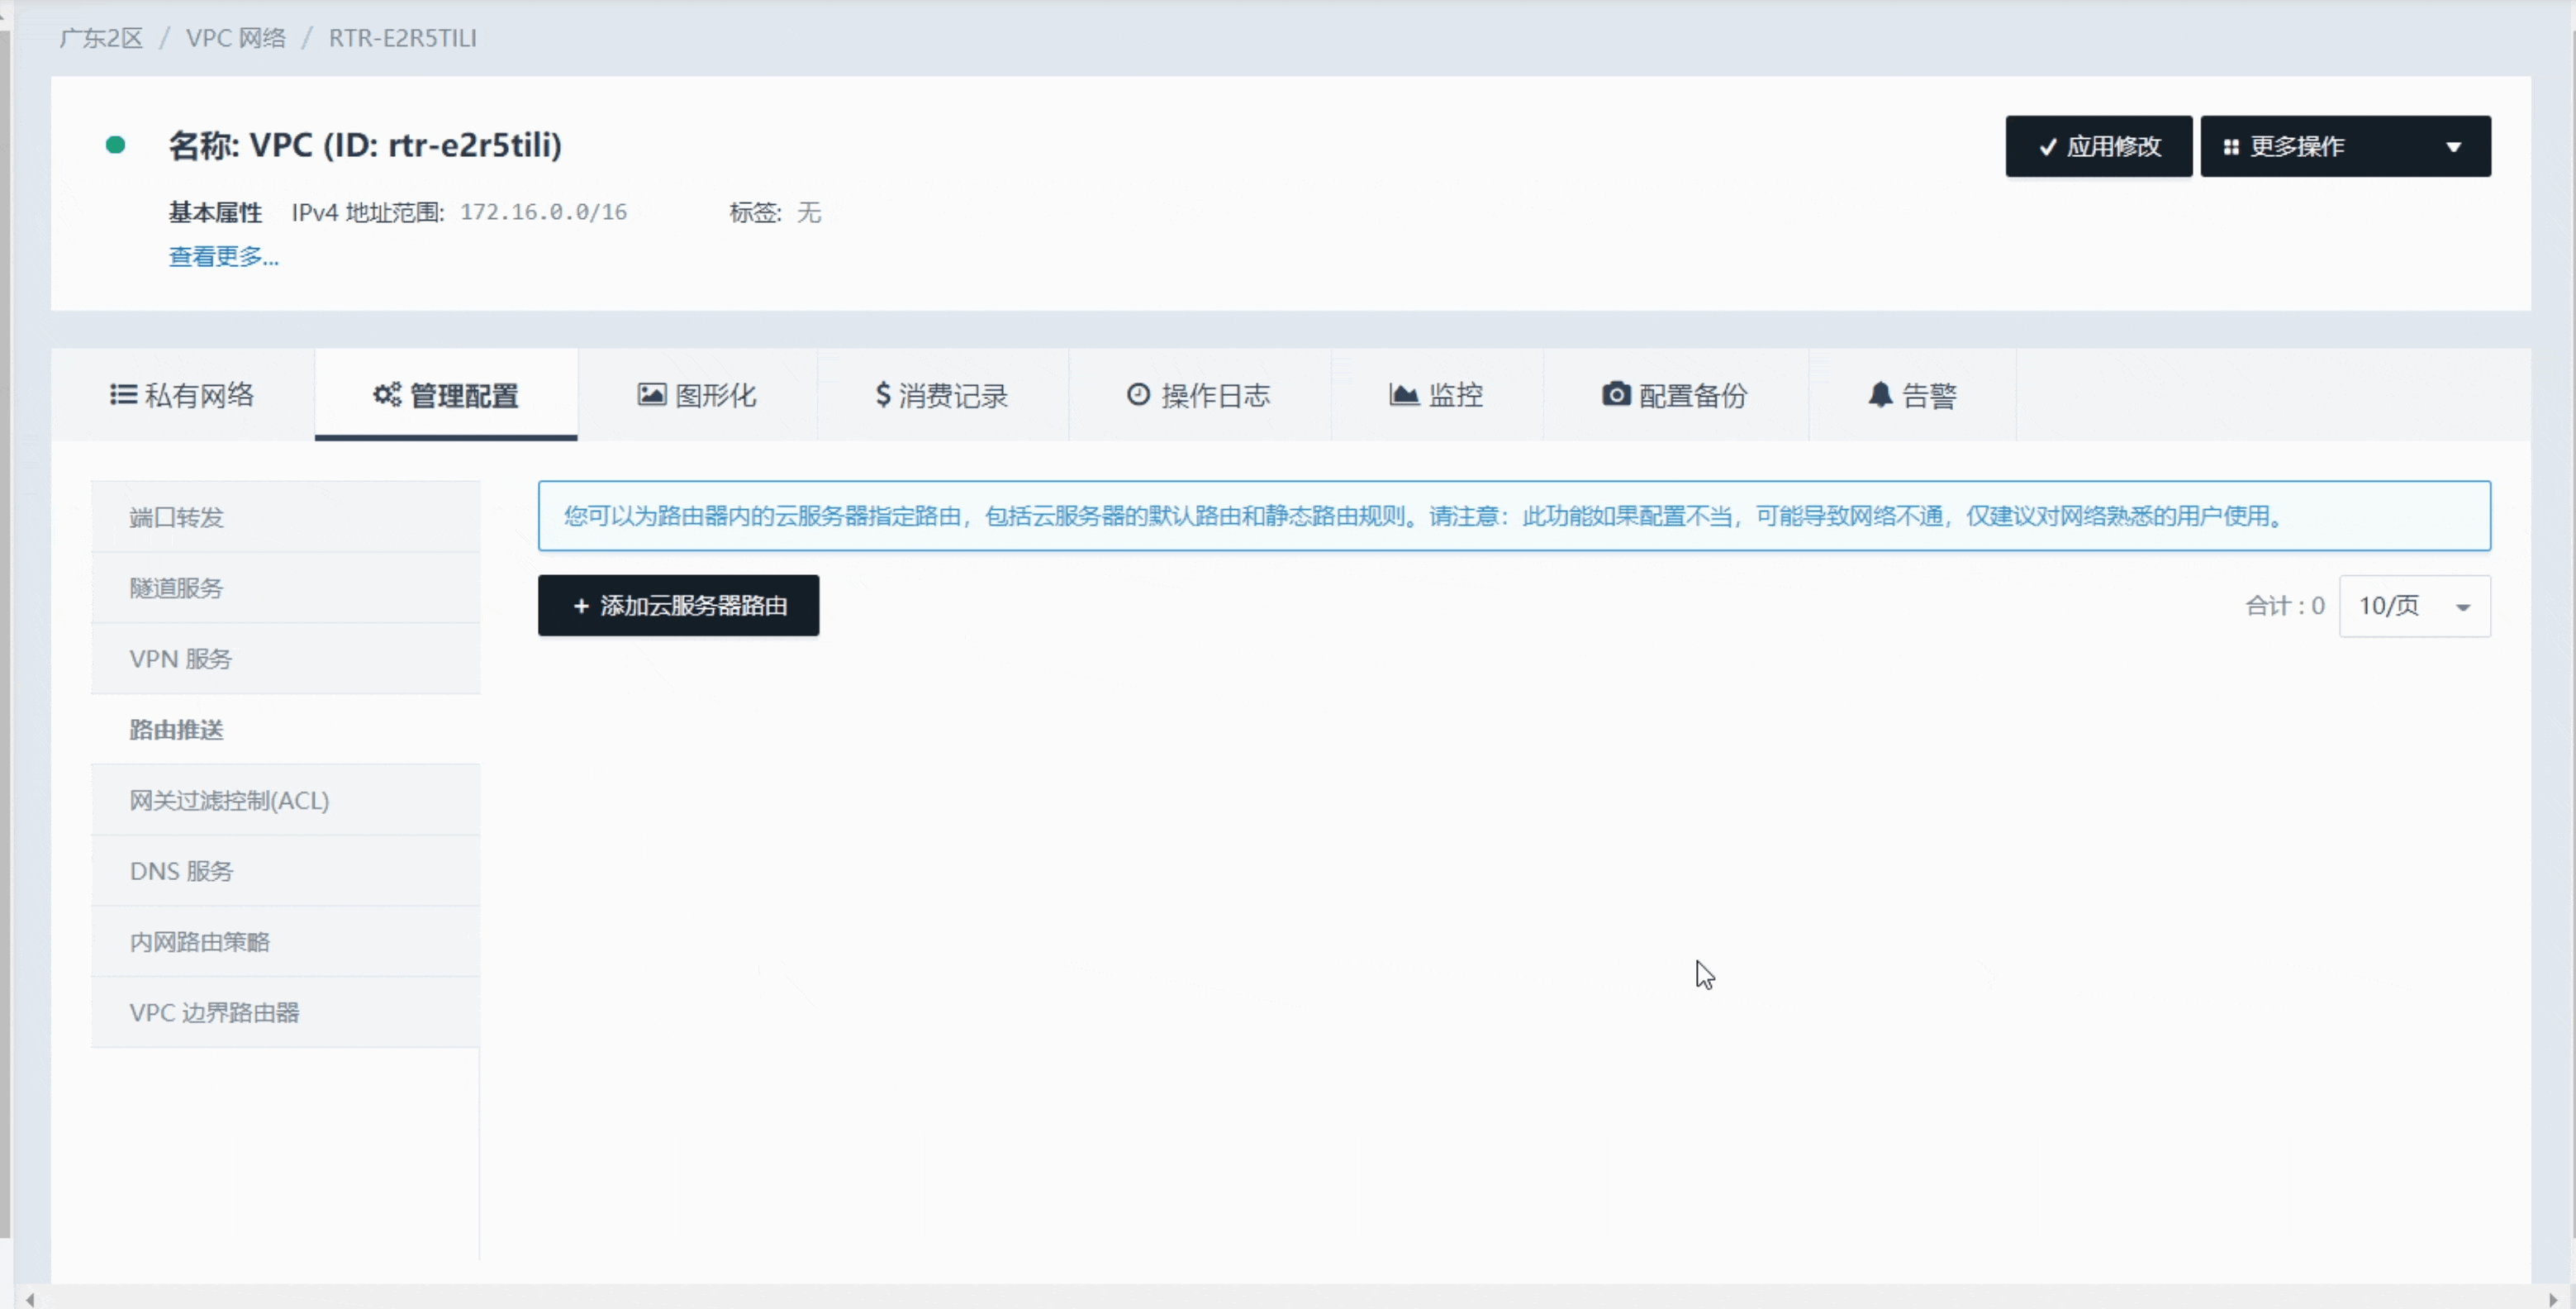 广东2区 / VPC 网络 / RTR-E2R5TILI
名称: VPC (ID: rtr-e2r5tili)
应用修改
更多操作
基本属性 IPv4 地址范围: 172.16.0.0/16 标签: 无
查看更多...
私有网络
管理配置
图形化
消费记录
操作日志
监控
配置备份
告警
端口转发
隧道服务
VPN 服务
路由推送
网关过滤控制(ACL)
DNS 服务
内网路由策略
VPC 边界路由器
您可以为路由器内的云服务器指定路由，包括云服务器的默认路由和静态路由规则。请注意：此功能如果配置不当，可能导致网络不通，仅建议对网络熟悉的用户使用。
+ 添加云服务器路由
合计 : 0
10/页